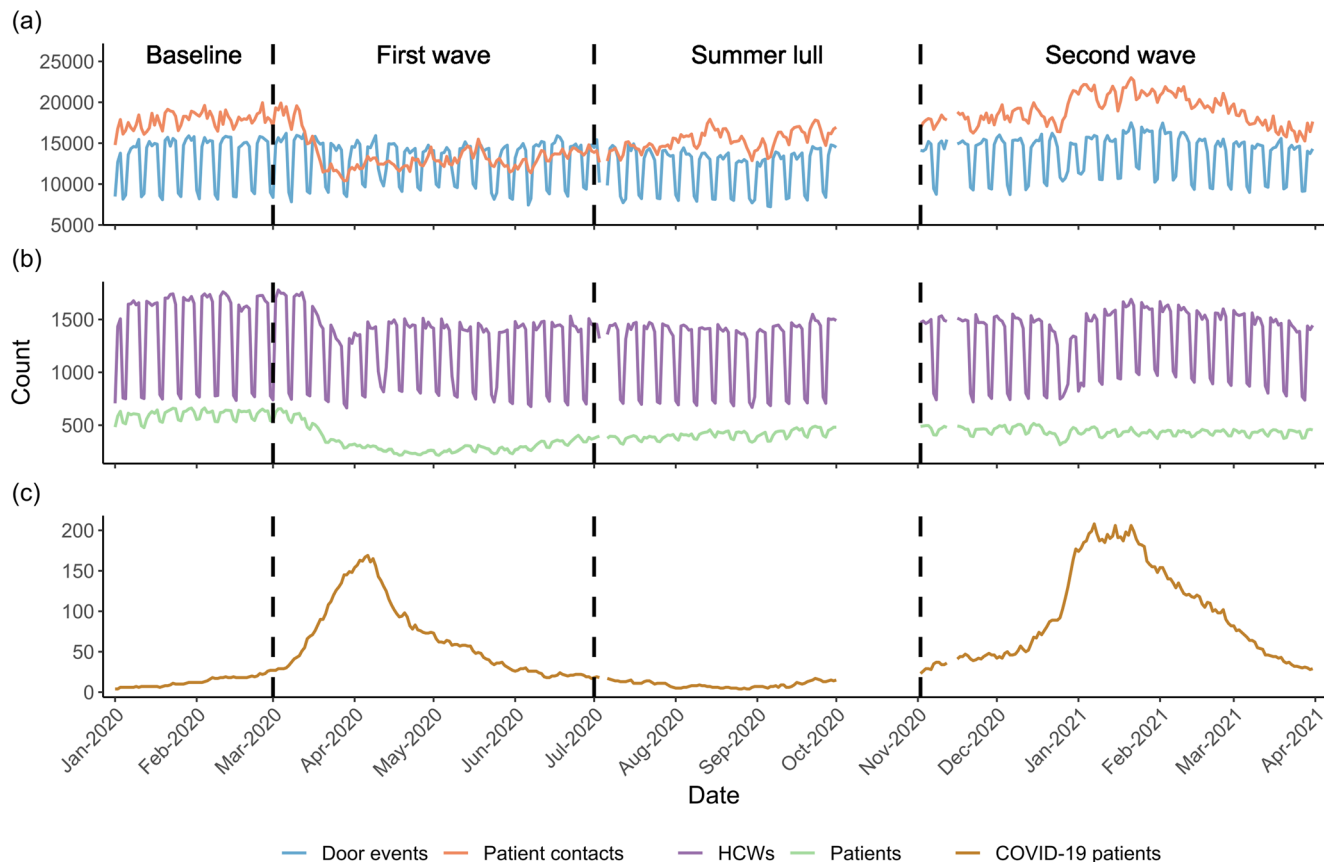 (a)
Baseline First wave Summer lull Second wave
25000
20000
15000
10000
5000
(b)
1500
1000
500
Count
(c)
200
150
100
50
0
Jan-2020 Feb-2020 Mar-2020 Apr-2020 May-2020 Jun-2020 Jul-2020 Aug-2020 Sep-2020 Oct-2020 Nov-2020 Dec-2020 Jan-2021 Feb-2021 Mar-2021 Apr-2021
Date
Door events Patient contacts HCWs Patients COVID-19 patients